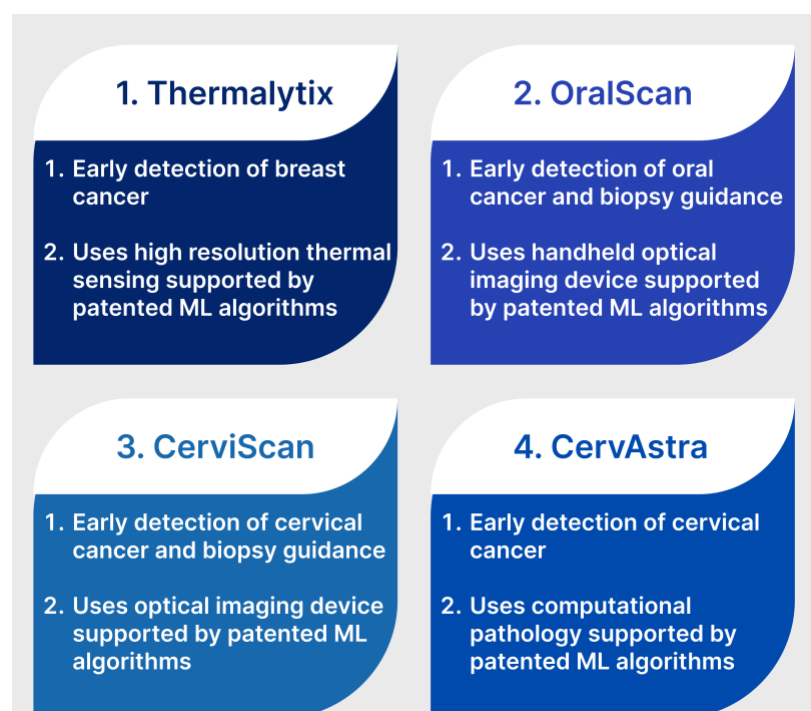 1. Thermalytix
1. Early detection of breast
cancer
2. Uses high resolution thermal
sensing supported by
patented ML algorithms
2. OralScan
1. Early detection of oral
cancer and biopsy guidance
2. Uses handheld optical
imaging device supported
by patented ML algorithms
3. CerviScan
1. Early detection of cervical
cancer and biopsy guidance
2. Uses optical imaging device
supported by patented ML
algorithms
4. CervAstra
1. Early detection of cervical
cancer
2. Uses computational
pathology supported by
patented ML algorithms